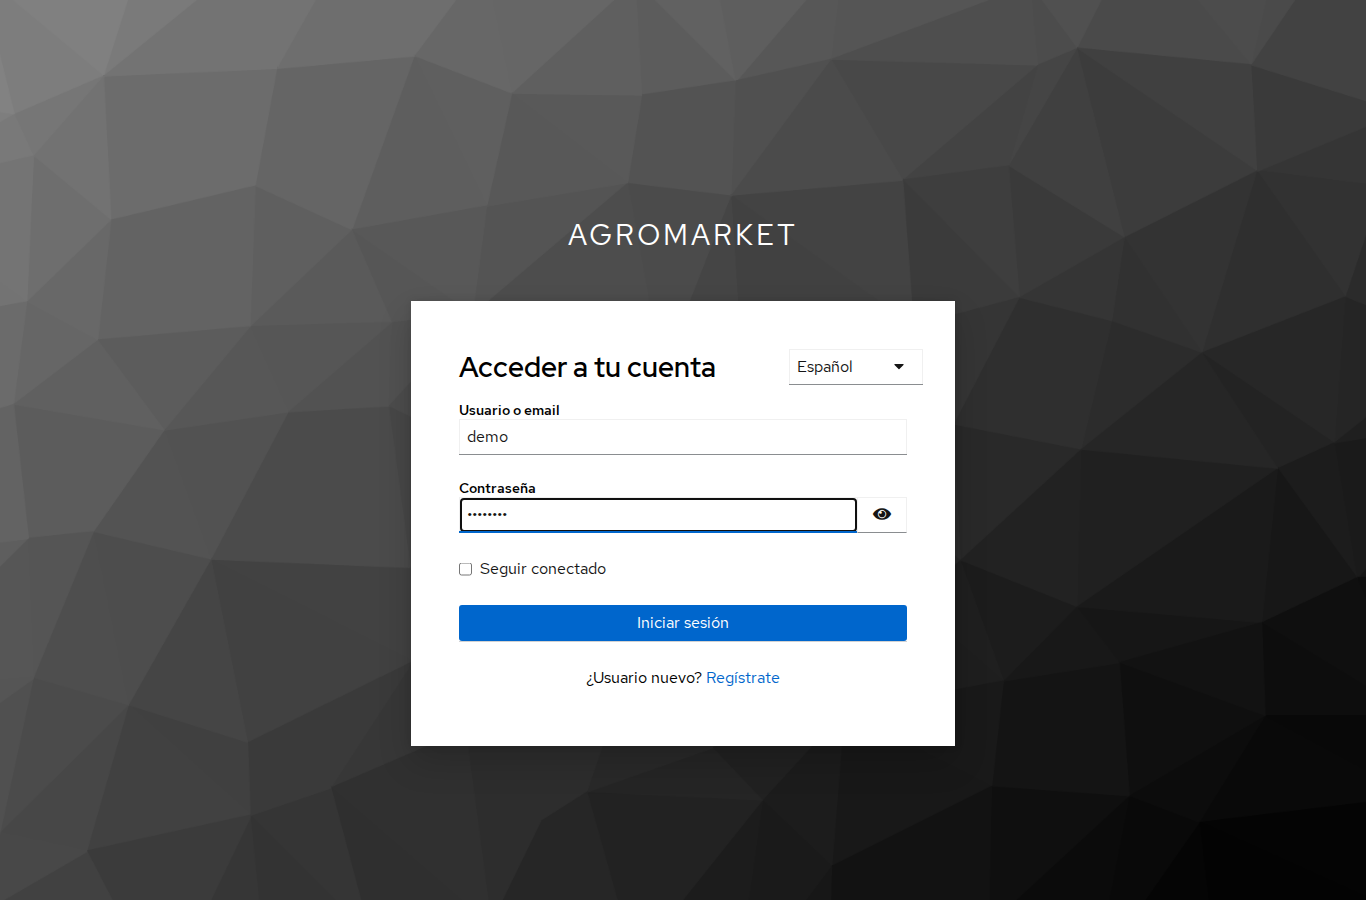 AGROMARKET
Acceder a tu cuenta
Español
Usuario o email
demo
Contraseña
••••••••
Seguir conectado
Iniciar sesión
¿Usuario nuevo? Regístrate